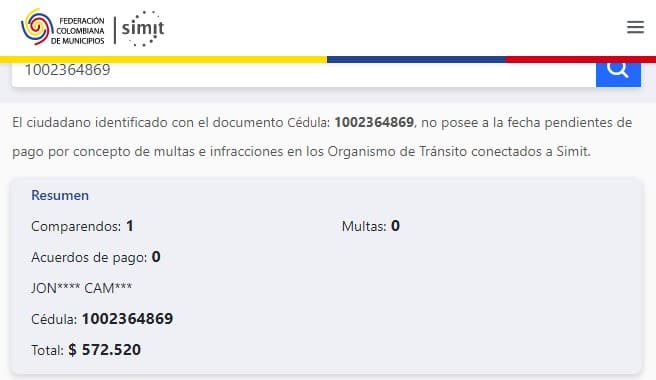 FEDERACIÓN
COLOMBIANA
DE MUNICIPIOS
simit
1002364869
El ciudadano identificado con el documento Cédula: 1002364869, no posee a la fecha pendientes de
pago por concepto de multas e infracciones en los Organismo de Tránsito conectados a Simit.
Resumen
Comparendos: 1
Multas: 0
Acuerdos de pago: 0
JON**** CAM***
Cédula: 1002364869
Total: $ 572.520